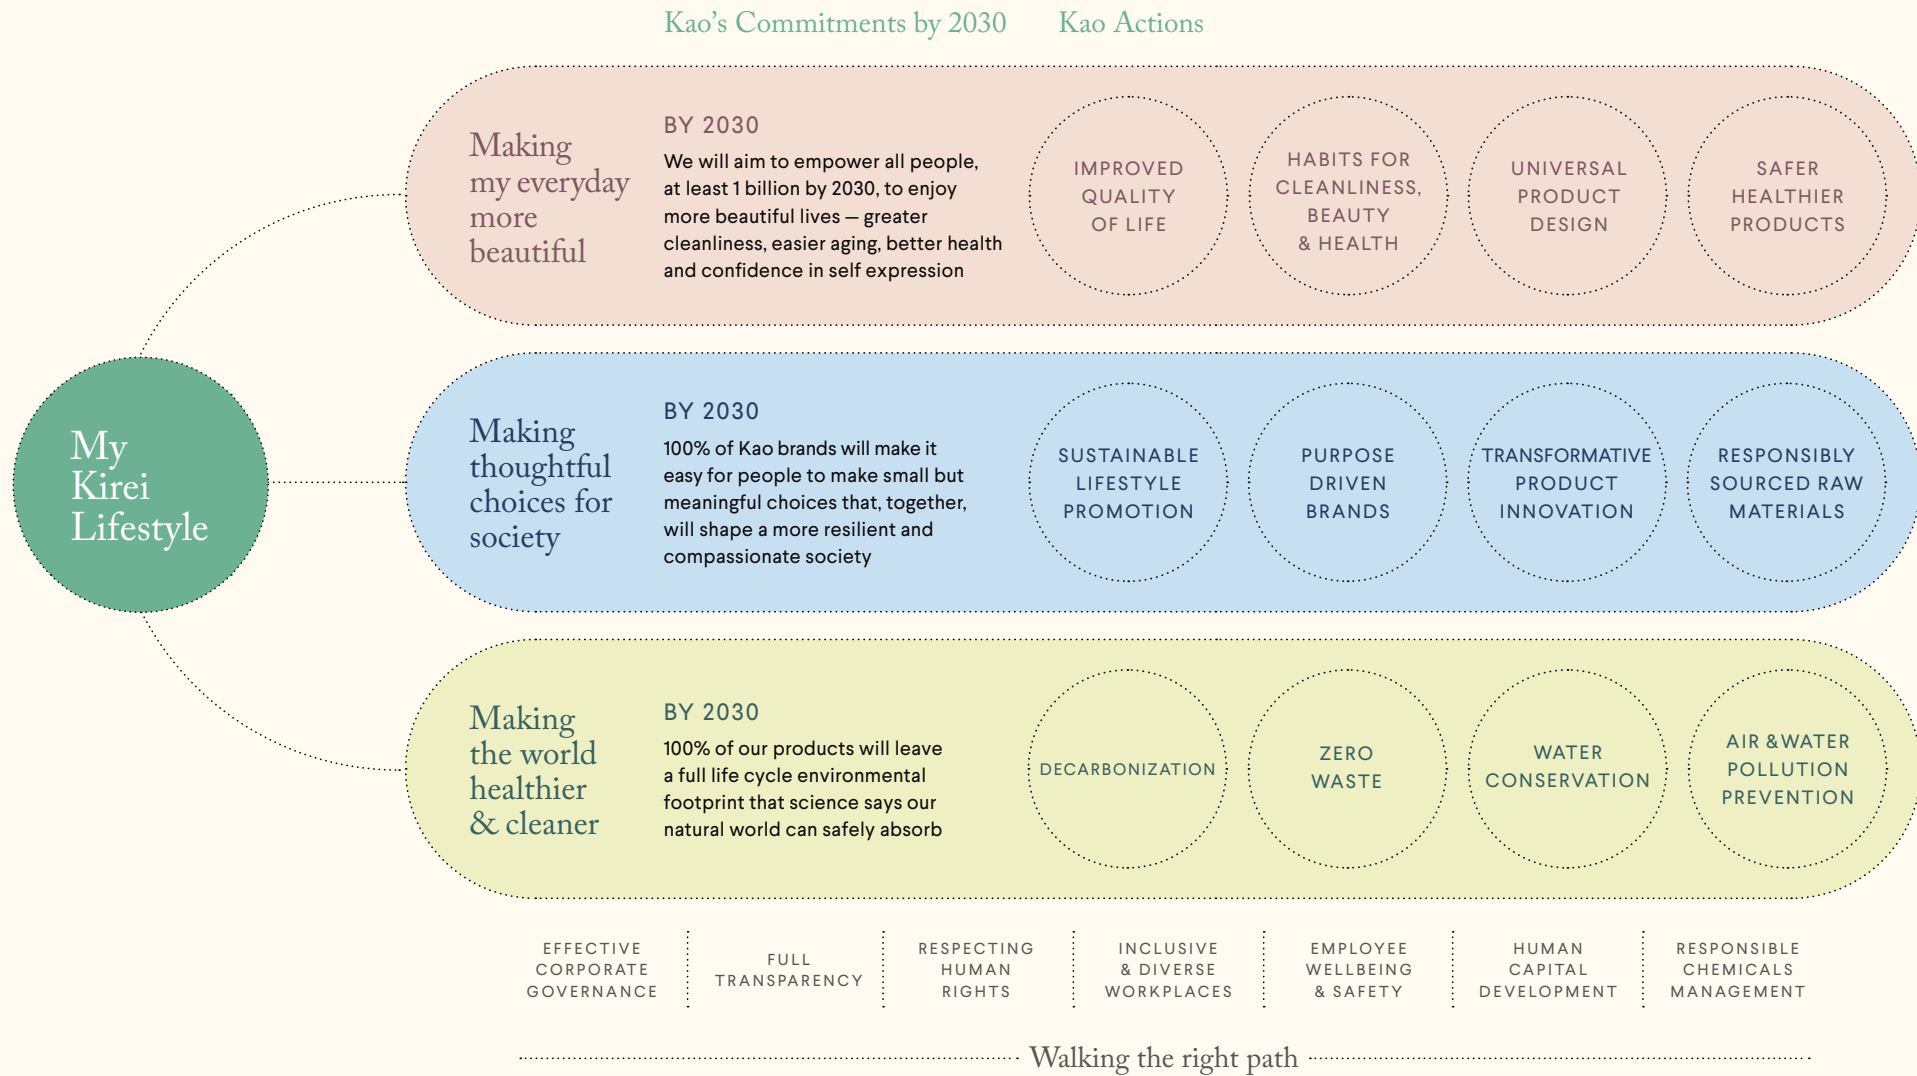 Kao's Commitments by 2030
Kao Actions
My
Kirei
Lifestyle
Making
my everyday
more
beautiful
BY 2030
We will aim to empower all people,
at least 1 billion by 2030, to enjoy
more beautiful lives — greater
cleanliness, easier aging, better health
and confidence in self expression
IMPROVED
QUALITY
OF LIFE
HABITS FOR
CLEANLINESS,
BEAUTY
& HEALTH
UNIVERSAL
PRODUCT
DESIGN
SAFER
HEALTHIER
PRODUCTS
Making
thoughtful
choices for
society
BY 2030
100% of Kao brands will make it
easy for people to make small but
meaningful choices that, together,
will shape a more resilient and
compassionate society
SUSTAINABLE
LIFESTYLE
PROMOTION
PURPOSE
DRIVEN
BRANDS
TRANSFORMATIVE
PRODUCT
INNOVATION
RESPONSIBLY
SOURCED RAW
MATERIALS
Making
the world
healthier
& cleaner
BY 2030
100% of our products will leave
a full life cycle environmental
footprint that science says our
natural world can safely absorb
DECARBONIZATION
ZERO
WASTE
WATER
CONSERVATION
AIR &WATER
POLLUTION
PREVENTION
EFFECTIVE
CORPORATE
GOVERNANCE
FULL
TRANSPARENCY
RESPECTING
HUMAN
RIGHTS
INCLUSIVE
& DIVERSE
WORKPLACES
EMPLOYEE
WELLBEING
& SAFETY
HUMAN
CAPITAL
DEVELOPMENT
RESPONSIBLE
CHEMICALS
MANAGEMENT
Walking the right path